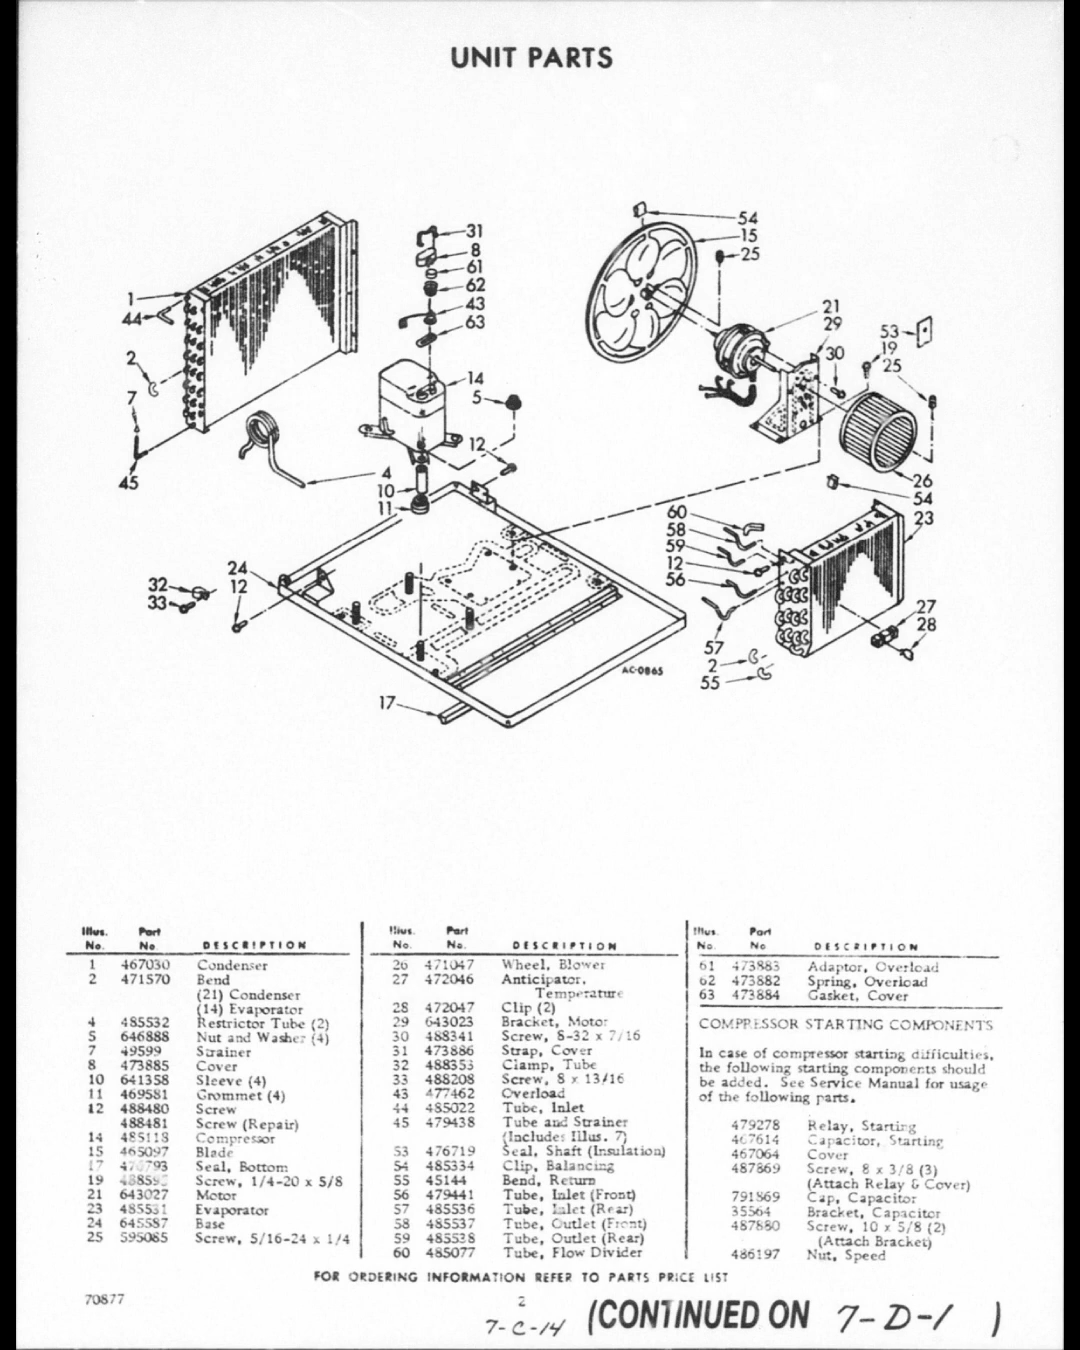 UNIT PARTS
54
15
25
31
8
61
62
43
63
1
44
2
7
45
21
29
30
53
19
25
14
5
12
4
10
11
26
54
23
60
58
59
12
56
24
12
32
33
27
28
57
2
55
AC-0865
17
Illus. Part
No. No. DESCRIPTION
1 467030 Condenser
2 471570 Bend
(21) Condenser
(14) Evaporator
4 485532 Restrictor Tube (2)
5 646888 Nut and Washer (4)
7 49599 Strainer
8 473885 Cover
10 641358 Sleeve (4)
11 469581 Grommet (4)
12 488480 Screw
488481 Screw (Repair)
14 485118 Compressor
15 465097 Blade
17 Seal, Bottom
19 Screw, 1/4-20 x 5/8
21 643027 Motor
23 485531 Evaporator
24 645587 Base
25 595085 Screw, 5/16-24 x 1/4
Illus. Part
No. No. DESCRIPTION
26 471047 Wheel, Blower
27 472046 Anticipator,
Temperature
28 472047 Clip (2)
29 643023 Bracket, Motor
30 488341 Screw, 8-32 x 7/16
31 473886 Strap, Cover
32 488353 Clamp, Tube
33 488208 Screw, 8 x 13/16
43 477462 Overload
44 485022 Tube, Inlet
45 479438 Tube and Strainer
(Includes Illus. 7)
53 476719 Seal, Shaft (Insulation)
54 485334 Clip, Balancing
55 45144 Bend, Return
56 479441 Tube, Inlet (Front)
57 485536 Tube, Inlet (Rear)
58 485537 Tube, Outlet (Front)
59 485538 Tube, Outlet (Rear)
60 485077 Tube, Flow Divider
Illus. Part
No. No. DESCRIPTION
61 473883 Adaptor, Overload
62 473882 Spring, Overload
63 473884 Gasket, Cover
COMPRESSOR STARTING COMPONENTS
In case of compressor starting difficulties,
the following starting components should
be added. See Service Manual for usage
of the following parts.
479278 Relay, Starting
467614 Capacitor, Starting
467064 Cover
487869 Screw, 8 x 3/8 (3)
(Attach Relay & Cover)
791869 Cap, Capacitor
35564 Bracket, Capacitor
487880 Screw, 10 x 5/8 (2)
(Attach Bracket)
486197 Nut, Speed
FOR ORDERING INFORMATION REFER TO PARTS PRICE LIST
70877
2
7-C-14 (CONTINUED ON 7-D-1 )